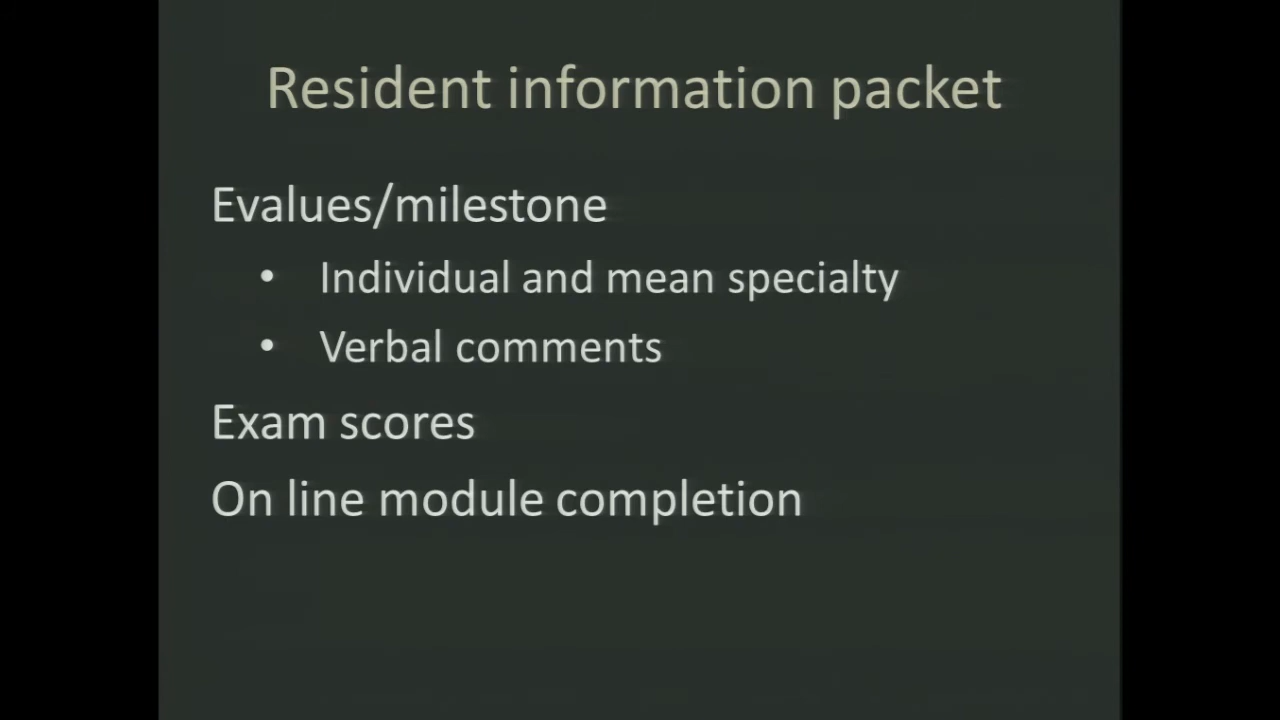 Resident information packet
Evalues/milestone
• Individual and mean specialty
• Verbal comments
Exam scores
On line module completion